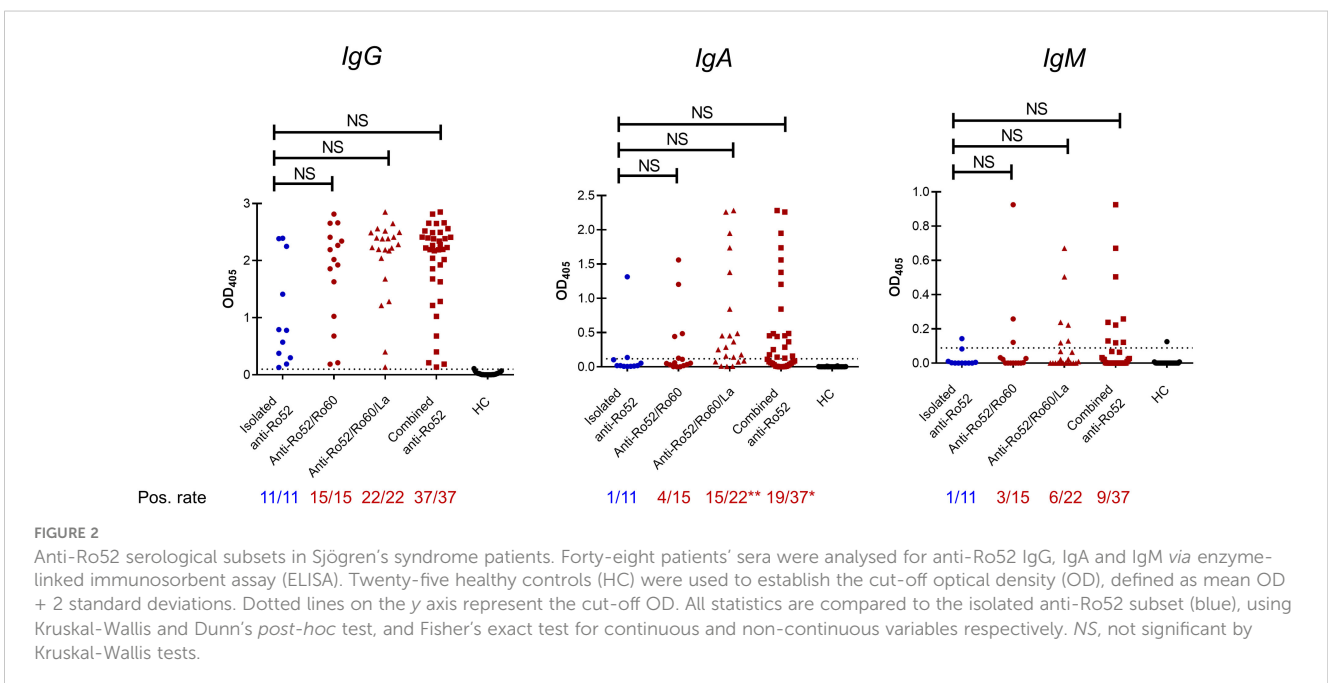 IgG
IgA
IgM
NS
NS
NS
NS
NS
NS
NS
NS
NS
3
2
1
0
OD405
2.5
2.0
1.5
1.0
0.5
0.0
OD405
1.0
0.8
0.6
0.4
0.2
0.0
OD405
Isolated
anti-Ro52
Anti-Ro52/Ro60
Anti-Ro52/Ro60/La
Combined
anti-Ro52
HC
Isolated
anti-Ro52
Anti-Ro52/Ro60
Anti-Ro52/Ro60/La
Combined
anti-Ro52
HC
Isolated
anti-Ro52
Anti-Ro52/Ro60
Anti-Ro52/Ro60/La
Combined
anti-Ro52
HC
Pos. rate 11/11 15/15 22/22 37/37 1/11 4/15 15/22** 19/37* 1/11 3/15 6/22 9/37
FIGURE 2
Anti-Ro52 serological subsets in Sjögren's syndrome patients. Forty-eight patients' sera were analysed for anti-Ro52 IgG, IgA and IgM via enzyme-
linked immunosorbent assay (ELISA). Twenty-five healthy controls (HC) were used to establish the cut-off optical density (OD), defined as mean OD
+ 2 standard deviations. Dotted lines on the y axis represent the cut-off OD. All statistics are compared to the isolated anti-Ro52 subset (blue), using
Kruskal-Wallis and Dunn's post-hoc test, and Fisher's exact test for continuous and non-continuous variables respectively. NS, not significant by
Kruskal-Wallis tests.